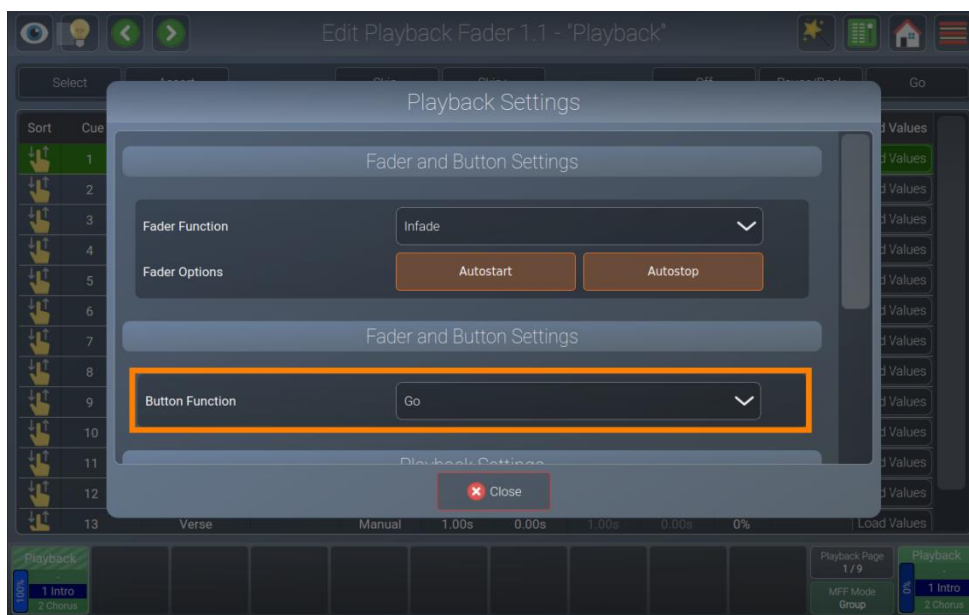 Edit Playback Fader 1.1 - "Playback"
Select Off Go
Playback Settings
Sort Cue d Values
Fader and Button Settings
1 d Values
2 d Values
Fader Function Infade
3 d Values
4 d Values
Fader Options Autostart Autostop
5 d Values
6 d Values
Fader and Button Settings
7 d Values
8 d Values
Button Function Go
9 d Values
10 d Values
11 d Values
Playback Settings
Close
12 d Values
13 Verse Manual 1.00s 0.00s 1.00s 0.00s 0% Load Values
Playback
100%
1 Intro
2 Chorus
Playback Page
1/9
MFF Mode
Group
Playback
0%
1 Intro
2 Chorus